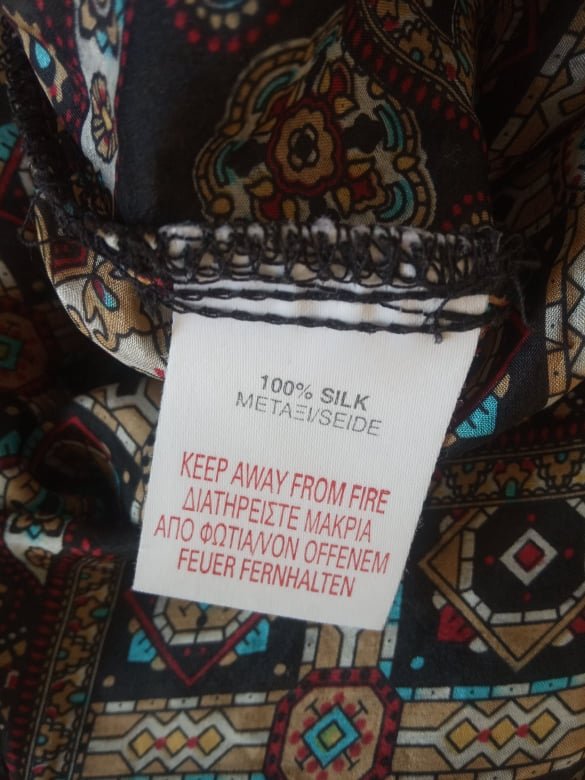 100% SILK
ΜΕΤΑΞΙ/SEIDE
KEEP AWAY FROM FIRE
ΔΙΑΤΗΡΕΙΣΤΕ ΜΑΚΡΙΑ
ΑΠΟ ΦΩΤΙΑ/VON OFFENEM
FEUER FERNHALTEN